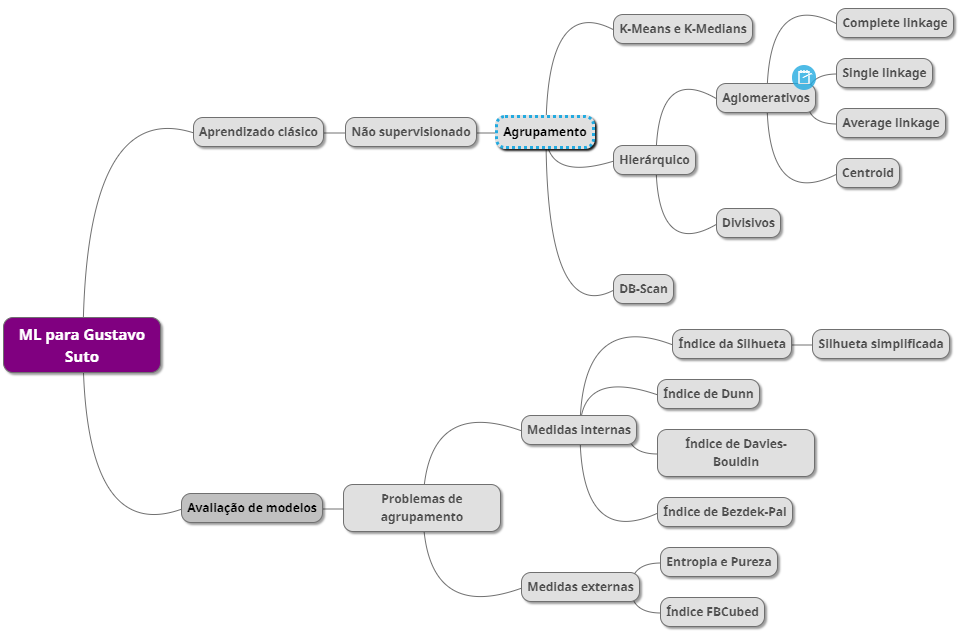 ML para Gustavo
Suto
Aprendizado clásico
Não supervisionado
Agrupamento
K-Means e K-Medians
Hierárquico
Aglomerativos
Complete linkage
Single linkage
Average linkage
Centroid
Divisivos
DB-Scan
Avaliação de modelos
Problemas de
agrupamento
Medidas internas
Índice da Silhueta
Silhueta simplificada
Índice de Dunn
Índice de Davies-
Bouldin
Índice de Bezdek-Pal
Medidas externas
Entropia e Pureza
Índice FBCubed